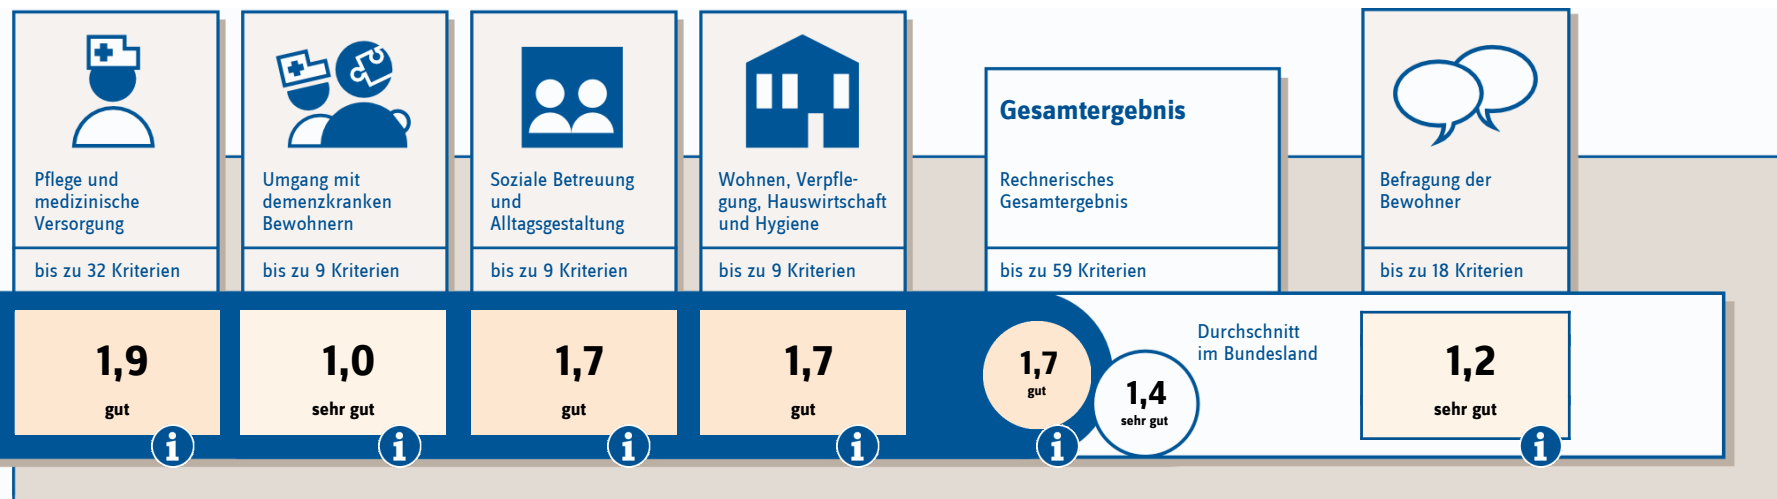 Pflege und
medizinische
Versorgung
bis zu 32 Kriterien
1,9
gut
i
Umgang mit
demenzkranken
Bewohnern
bis zu 9 Kriterien
1,0
sehr gut
i
Soziale Betreuung
und
Alltagsgestaltung
bis zu 9 Kriterien
1,7
gut
i
Wohnen, Verpfle-
gung, Hauswirtschaft
und Hygiene
bis zu 9 Kriterien
1,7
gut
i
Gesamtergebnis
Rechnerisches
Gesamtergebnis
bis zu 59 Kriterien
1,7
gut
i
1,4
sehr gut
Durchschnitt
im Bundesland
Befragung der
Bewohner
bis zu 18 Kriterien
1,2
sehr gut
i